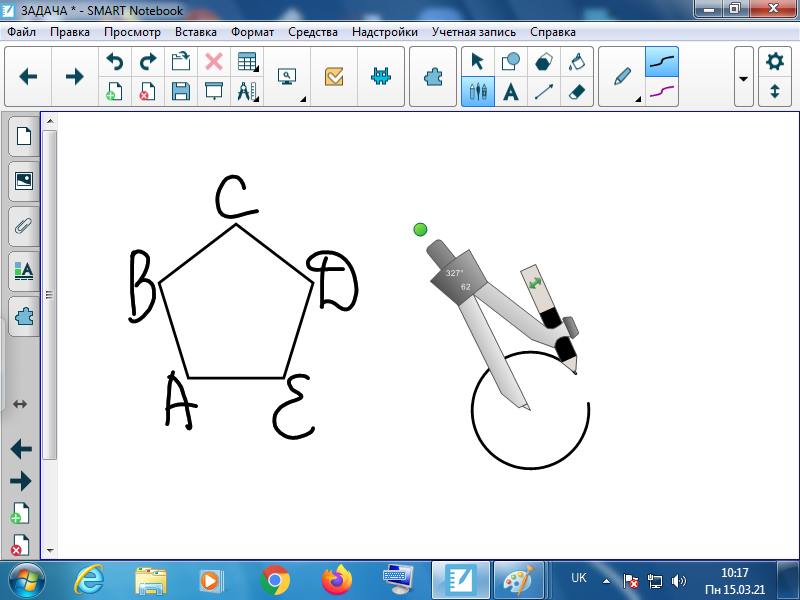 ЗАДАЧА * - SMART Notebook
Файл Правка Просмотр Вставка Формат Средства Надстройки Учетная запись Справка
C
B
D
A
E
327°
62
UK
10:17
Пн 15.03.21